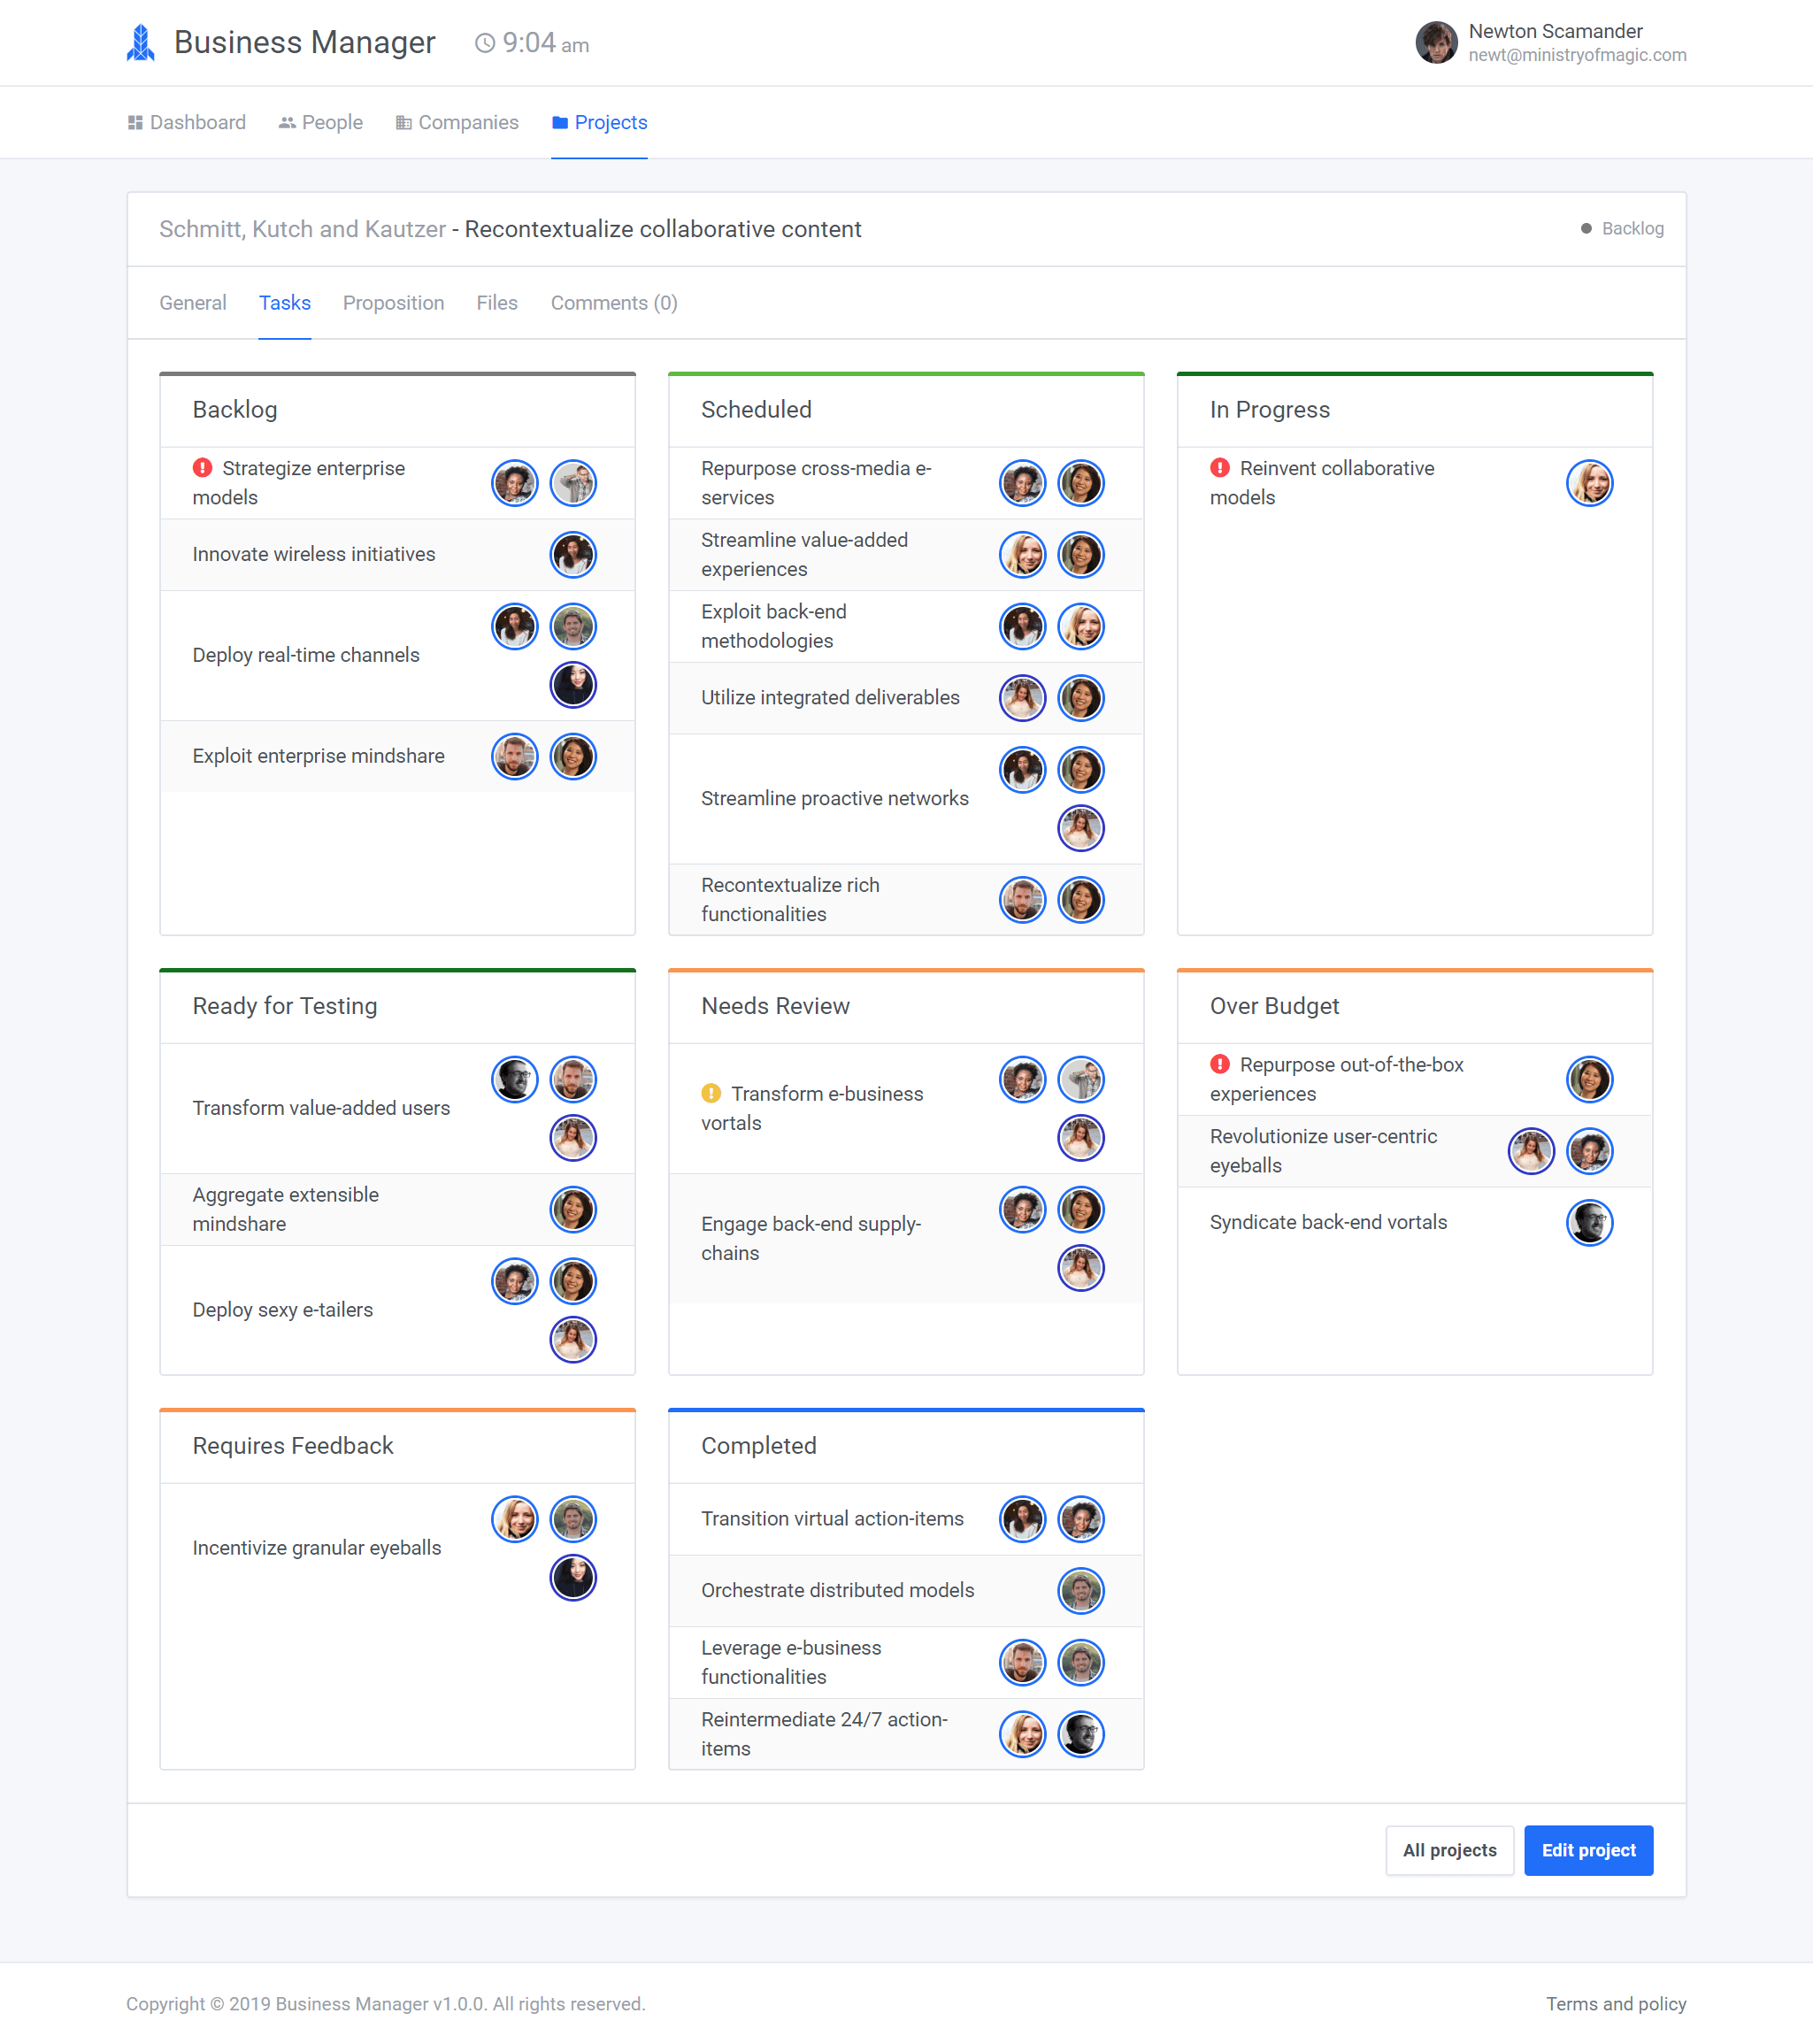 Business Manager
9:04 am
Newton Scamander
newt@ministryofmagic.com
Dashboard
People
Companies
Projects
Schmitt, Kutch and Kautzer - Recontextualize collaborative content
Backlog
General
Tasks
Proposition
Files
Comments (0)
Backlog
Strategize enterprise
models
Innovate wireless initiatives
Deploy real-time channels
Exploit enterprise mindshare
Scheduled
Repurpose cross-media e-
services
Streamline value-added
experiences
Exploit back-end
methodologies
Utilize integrated deliverables
Streamline proactive networks
Recontextualize rich
functionalities
In Progress
Reinvent collaborative
models
Ready for Testing
Transform value-added users
Aggregate extensible
mindshare
Deploy sexy e-tailers
Needs Review
Transform e-business
vortals
Engage back-end supply-
chains
Over Budget
Repurpose out-of-the-box
experiences
Revolutionize user-centric
eyeballs
Syndicate back-end vortals
Requires Feedback
Incentivize granular eyeballs
Completed
Transition virtual action-items
Orchestrate distributed models
Leverage e-business
functionalities
Reintermediate 24/7 action-
items
All projects
Edit project
Copyright © 2019 Business Manager v1.0.0. All rights reserved.
Terms and policy